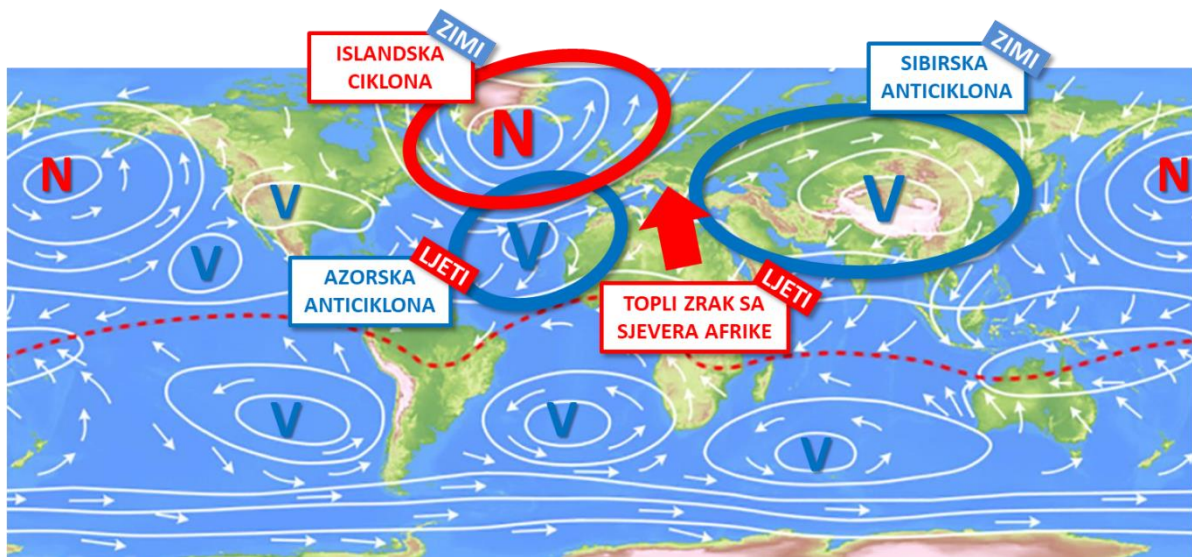 ZIMI
ISLANDSKA
CIKLONA
ZIMI
SIBIRSKA
ANTICIKLONA
N
N
V
V
N
V
V
LJETI
AZORSKA
ANTICIKLONA
LJETI
TOPLI ZRAK SA
SJEVERA AFRIKE
V
V
V